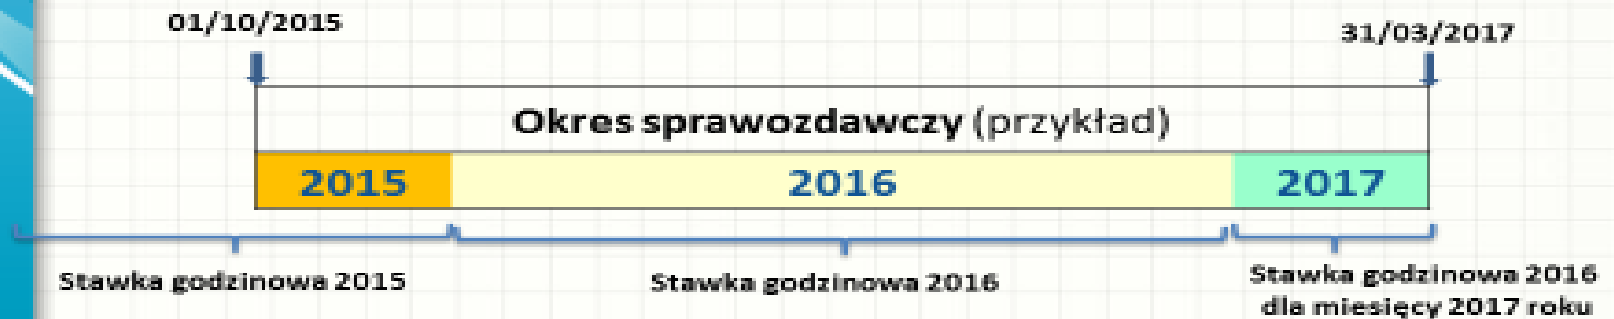 01/10/2015
31/03/2017
Okres sprawozdawczy (przykład)
2015 2016 2017
Stawka godzinowa 2015
Stawka godzinowa 2016
Stawka godzinowa 2016
dla miesięcy 2017 roku